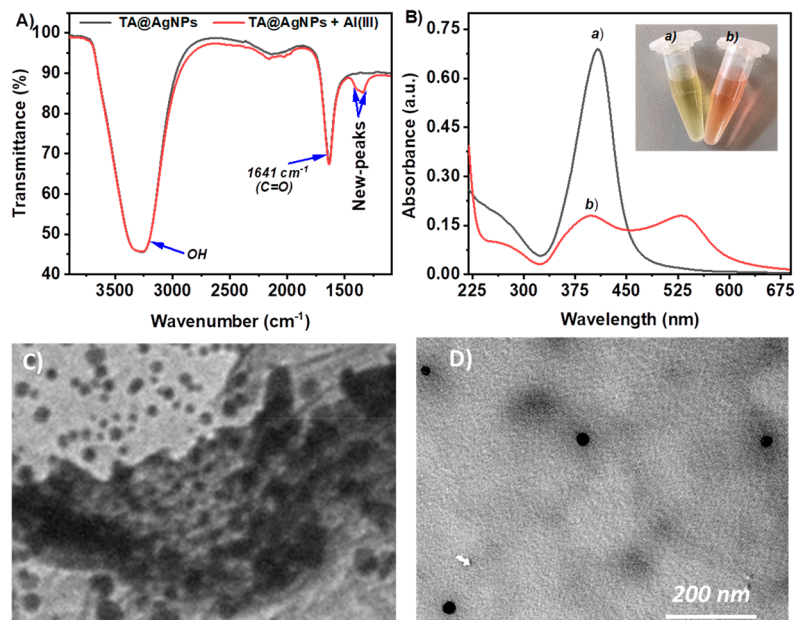 A)
TA@AgNPs
TA@AgNPs + Al(III)
100
90
80
70
60
50
40
Transmittance (%)
1641 cm⁻¹
(C=O)
New-peaks
OH
3500
3000
2500
2000
1500
Wavenumber (cm⁻¹)
B)
0.75
0.60
0.45
0.30
0.15
0.00
Absorbance (a.u.)
a)
b)
a)
b)
225
300
375
450
525
600
675
Wavelength (nm)
C)
D)
200 nm